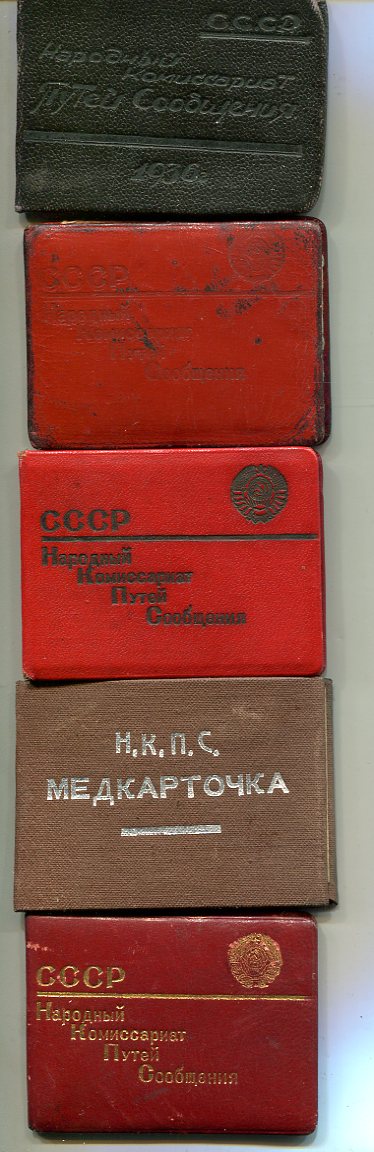 СССР
Народный
Комиссариат
Путей Сообщения
1936.
СССР
Народный
Комиссариат
Путей
Сообщения
СССР
Народный
Комиссариат
Путей
Сообщения
Н.К.П.С.
МЕДКАРТОЧКА
СССР
Народный
Комиссариат
Путей
Сообщения